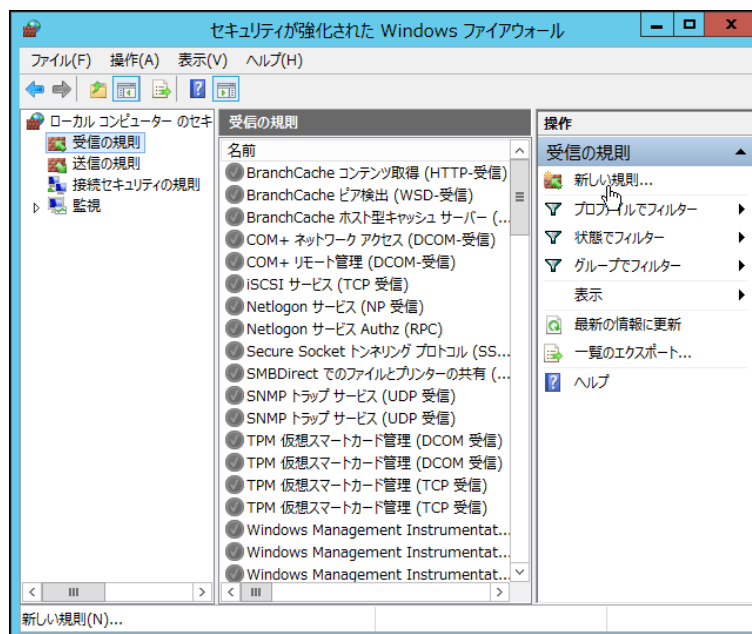 セキュリティが強化された Windows ファイアウォール
ファイル(F) 操作(A) 表示(V) ヘルプ(H)
ローカル コンピューター のセキ
受信の規則
送信の規則
接続セキュリティの規則
監視
受信の規則
名前
BranchCache コンテンツ取得 (HTTP-受信)
BranchCache ピア検出 (WSD-受信)
BranchCache ホスト型キャッシュ サーバー (...
COM+ ネットワーク アクセス (DCOM-受信)
COM+ リモート管理 (DCOM-受信)
iSCSI サービス (TCP 受信)
Netlogon サービス (NP 受信)
Netlogon サービス Authz (RPC)
Secure Socket トンネリング プロトコル (SS...
SMBDirect でのファイルとプリンターの共有 (...
SNMP トラップ サービス (UDP 受信)
SNMP トラップ サービス (UDP 受信)
TPM 仮想スマートカード管理 (DCOM 受信)
TPM 仮想スマートカード管理 (DCOM 受信)
TPM 仮想スマートカード管理 (TCP 受信)
TPM 仮想スマートカード管理 (TCP 受信)
Windows Management Instrumentat...
Windows Management Instrumentat...
Windows Management Instrumentat...
操作
受信の規則
新しい規則...
プロファイルでフィルター
状態でフィルター
グループでフィルター
表示
最新の情報に更新
一覧のエクスポート...
ヘルプ
新しい規則(N)...